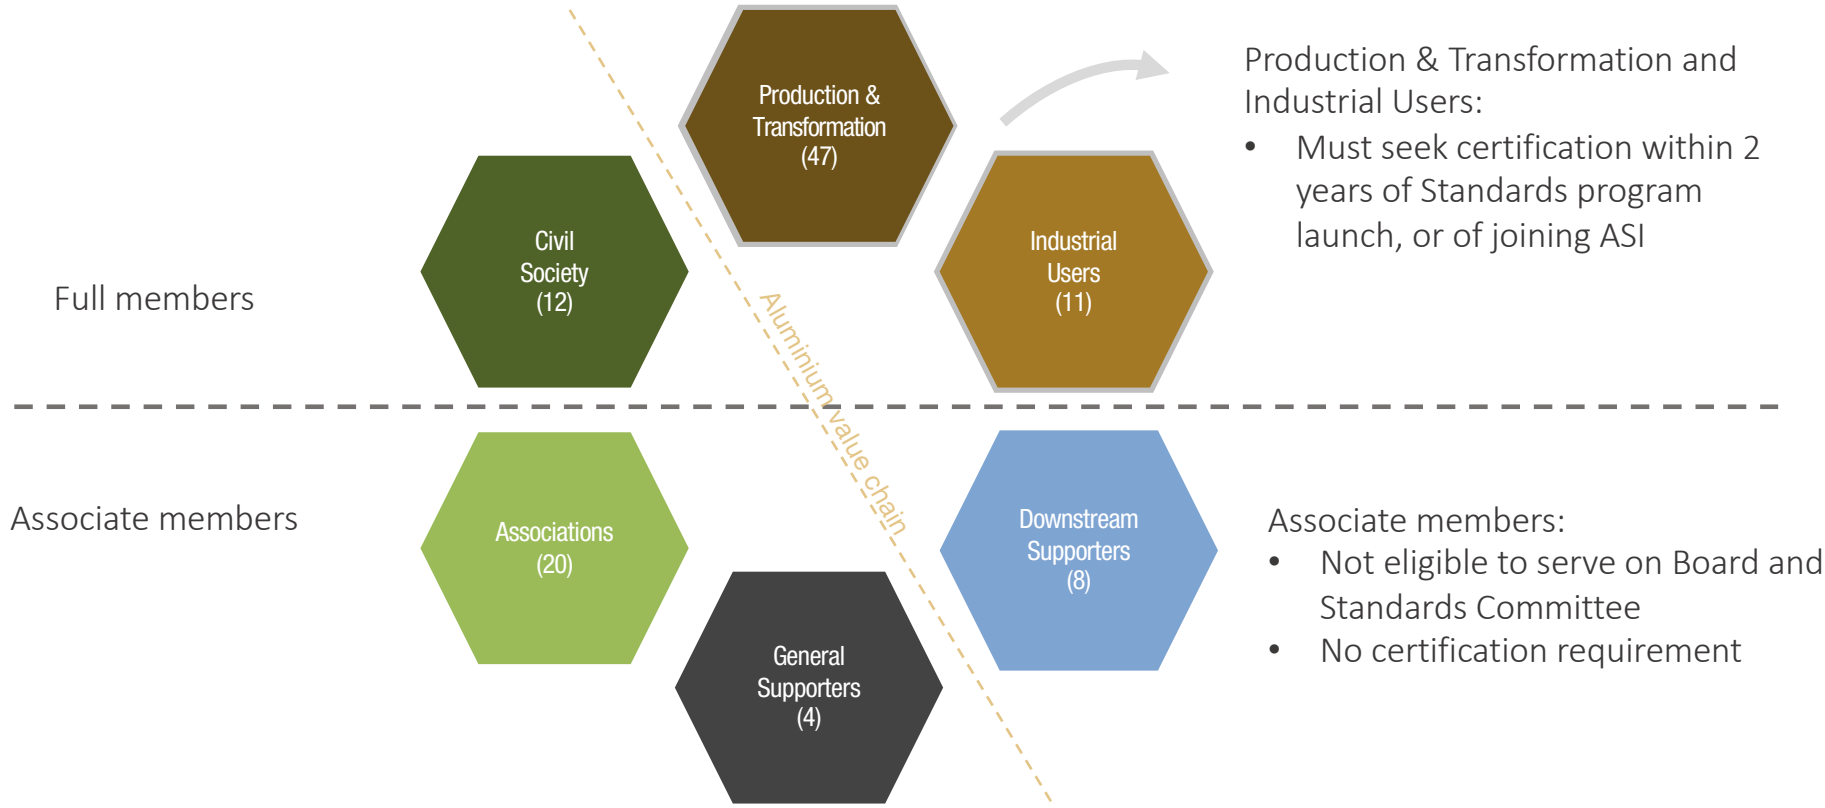 Production &
Transformation
(47)
Production & Transformation and
Industrial Users:
• Must seek certification within 2
years of Standards program
launch, or of joining ASI
Civil
Society
(12)
Industrial
Users
(11)
Full members
Aluminium value chain
Associate members
Associations
(20)
Downstream
Supporters
(8)
Associate members:
• Not eligible to serve on Board and
Standards Committee
• No certification requirement
General
Supporters
(4)